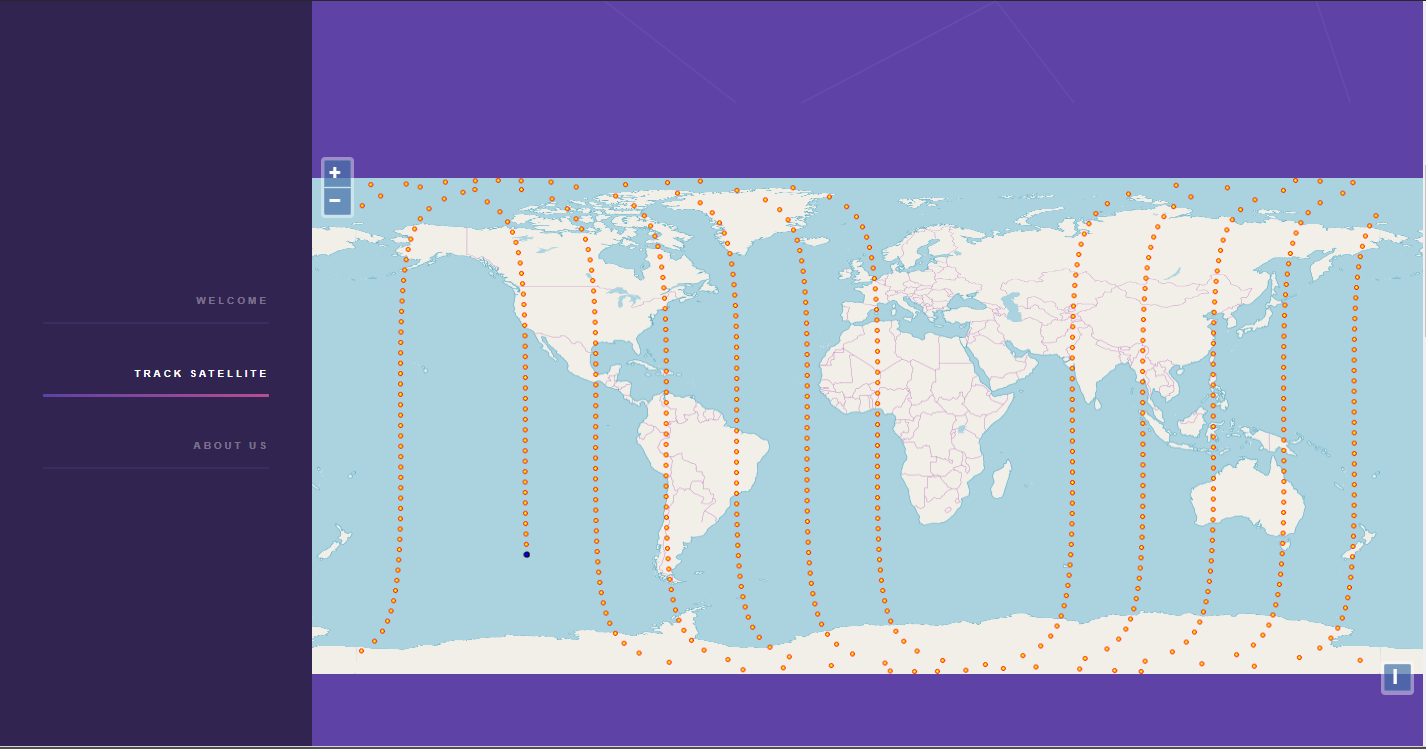 +
−
WELCOME
TRACK SATELLITE
ABOUT US
I